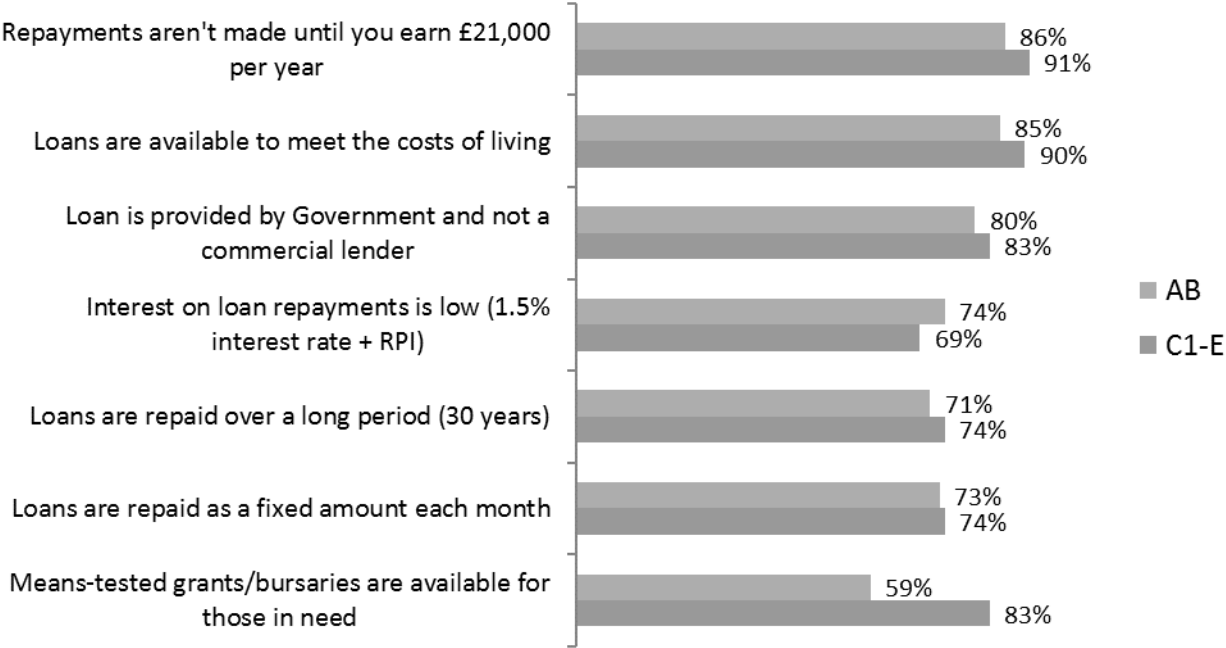 Repayments aren't made until you earn £21,000
per year
86%
91%
Loans are available to meet the costs of living
85%
90%
Loan is provided by Government and not a
commercial lender
80%
83%
Interest on loan repayments is low (1.5%
interest rate + RPI)
74%
69%
Loans are repaid over a long period (30 years)
71%
74%
Loans are repaid as a fixed amount each month
73%
74%
Means-tested grants/bursaries are available for
those in need
59%
83%
AB
C1-E